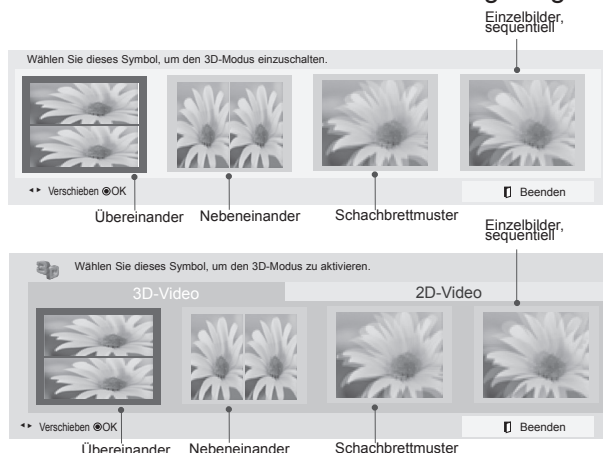 Einzelbilder,
sequentiell
Wählen Sie dieses Symbol, um den 3D-Modus einzuschalten.
Verschieben ◉OK
Beenden
Übereinander
Nebeneinander
Schachbrettmuster
Einzelbilder,
sequentiell
Wählen Sie dieses Symbol, um den 3D-Modus zu aktivieren.
3D-Video
2D-Video
Verschieben ◉OK
Beenden
Übereinander
Nebeneinander
Schachbrettmuster